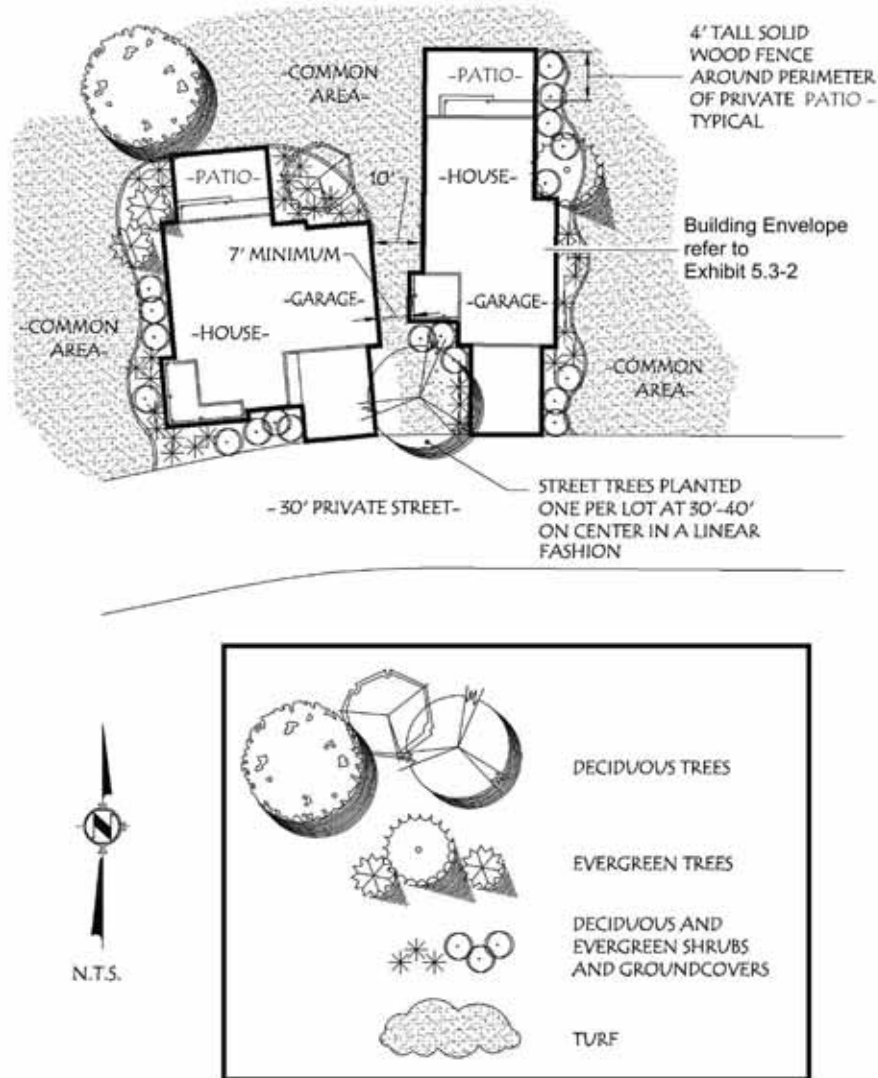 4' TALL SOLID
WOOD FENCE
AROUND PERIMETER
OF PRIVATE PATIO -
TYPICAL
-COMMON
AREA-
-PATIO-
-PATIO-
10'
-HOUSE-
Building Envelope
refer to
Exhibit 5.3-2
7' MINIMUM
-GARAGE-
-GARAGE-
-COMMON
AREA-
-HOUSE-
-COMMON
AREA-
- 30' PRIVATE STREET-
STREET TREES PLANTED
ONE PER LOT AT 30'-40'
ON CENTER IN A LINEAR
FASHION
DECIDUOUS TREES
EVERGREEN TREES
DECIDUOUS AND
EVERGREEN SHRUBS
AND GROUNDCOVERS
TURF
N.T.S.